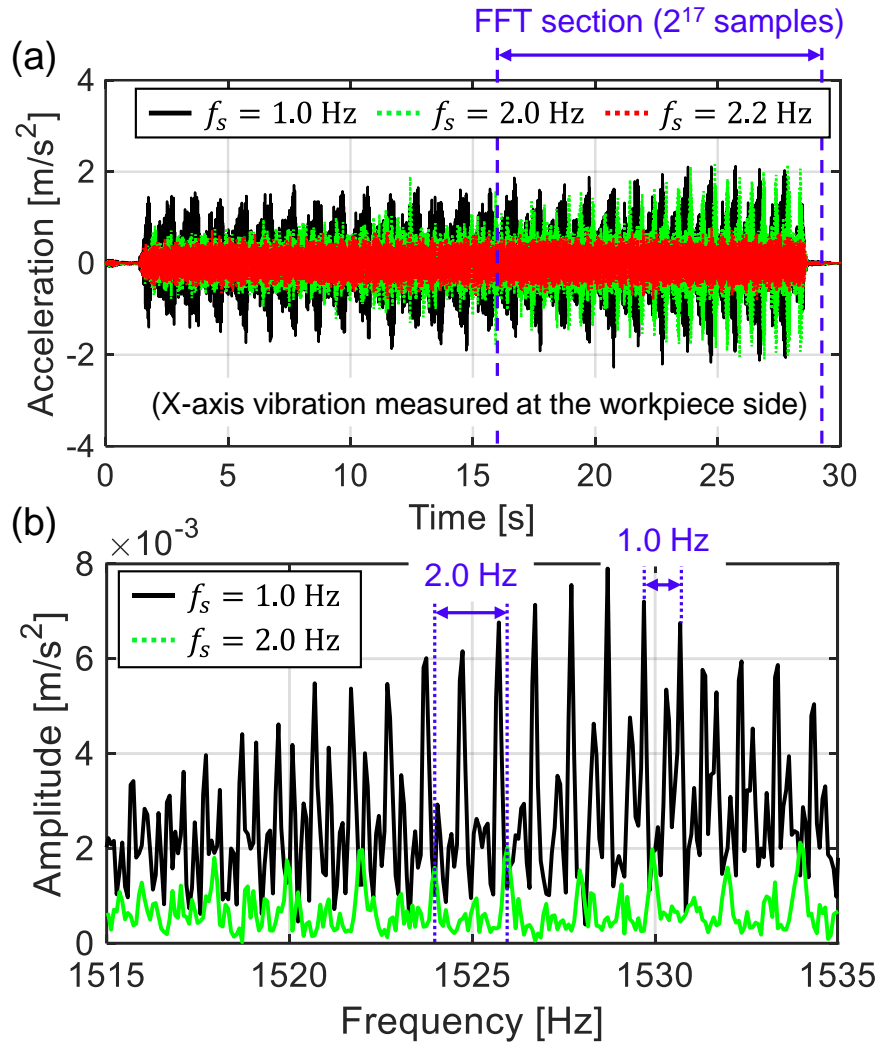 FFT section (2¹⁷ samples)
(a)
4
2
0
-2
-4
Acceleration [m/s²]
f_s = 1.0 Hz f_s = 2.0 Hz f_s = 2.2 Hz
(X-axis vibration measured at the workpiece side)
0 5 10 15 20 25 30
Time [s]
(b)
×10⁻³
8
6
4
2
0
Amplitude [m/s²]
f_s = 1.0 Hz
f_s = 2.0 Hz
2.0 Hz
1.0 Hz
1515 1520 1525 1530 1535
Frequency [Hz]